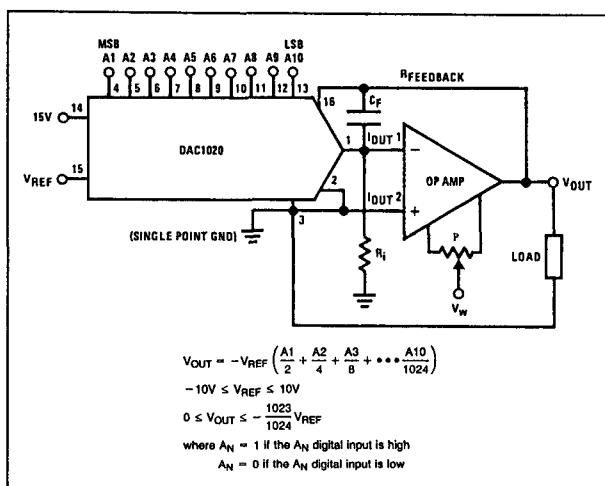 MSB LSB
A1 A2 A3 A4 A5 A6 A7 A8 A9 A10
4 5 6 7 8 9 10 11 12 13
RFEEDBACK
16
CF
15V 14
DAC1020
1 IOUT 1
−
VREF 15
2
IOUT 2
+
OP AMP
VOUT
3
(SINGLE POINT GND)
Ri
P
VW
LOAD
VOUT = −VREF (A1/2 + A2/4 + A3/8 + ••• A10/1024)
−10V ≤ VREF ≤ 10V
0 ≤ VOUT ≤ − 1023/1024 VREF
where AN = 1 if the AN digital input is high
AN = 0 if the AN digital input is low